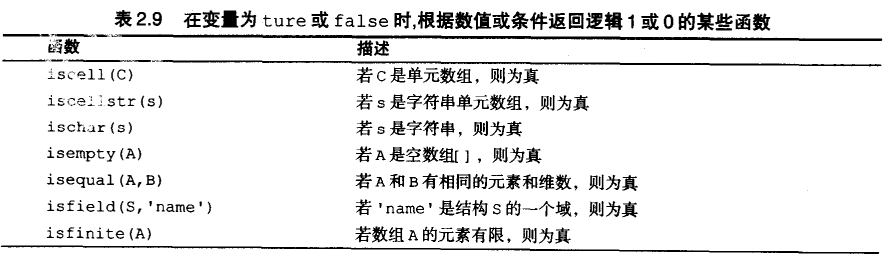 表 2.9 在变量为 ture 或 false 时,根据数值或条件返回逻辑 1 或 0 的某些函数
函数 描述
iscell(C) 若 C 是单元数组，则为真
iscellstr(s) 若 s 是字符串单元数组，则为真
ischar(s) 若 s 是字符串，则为真
isempty(A) 若 A 是空数组[ ]，则为真
isequal(A,B) 若 A 和 B 有相同的元素和维数，则为真
isfield(S,'name') 若 'name' 是结构 S 的一个域，则为真
isfinite(A) 若数组 A 的元素有限，则为真